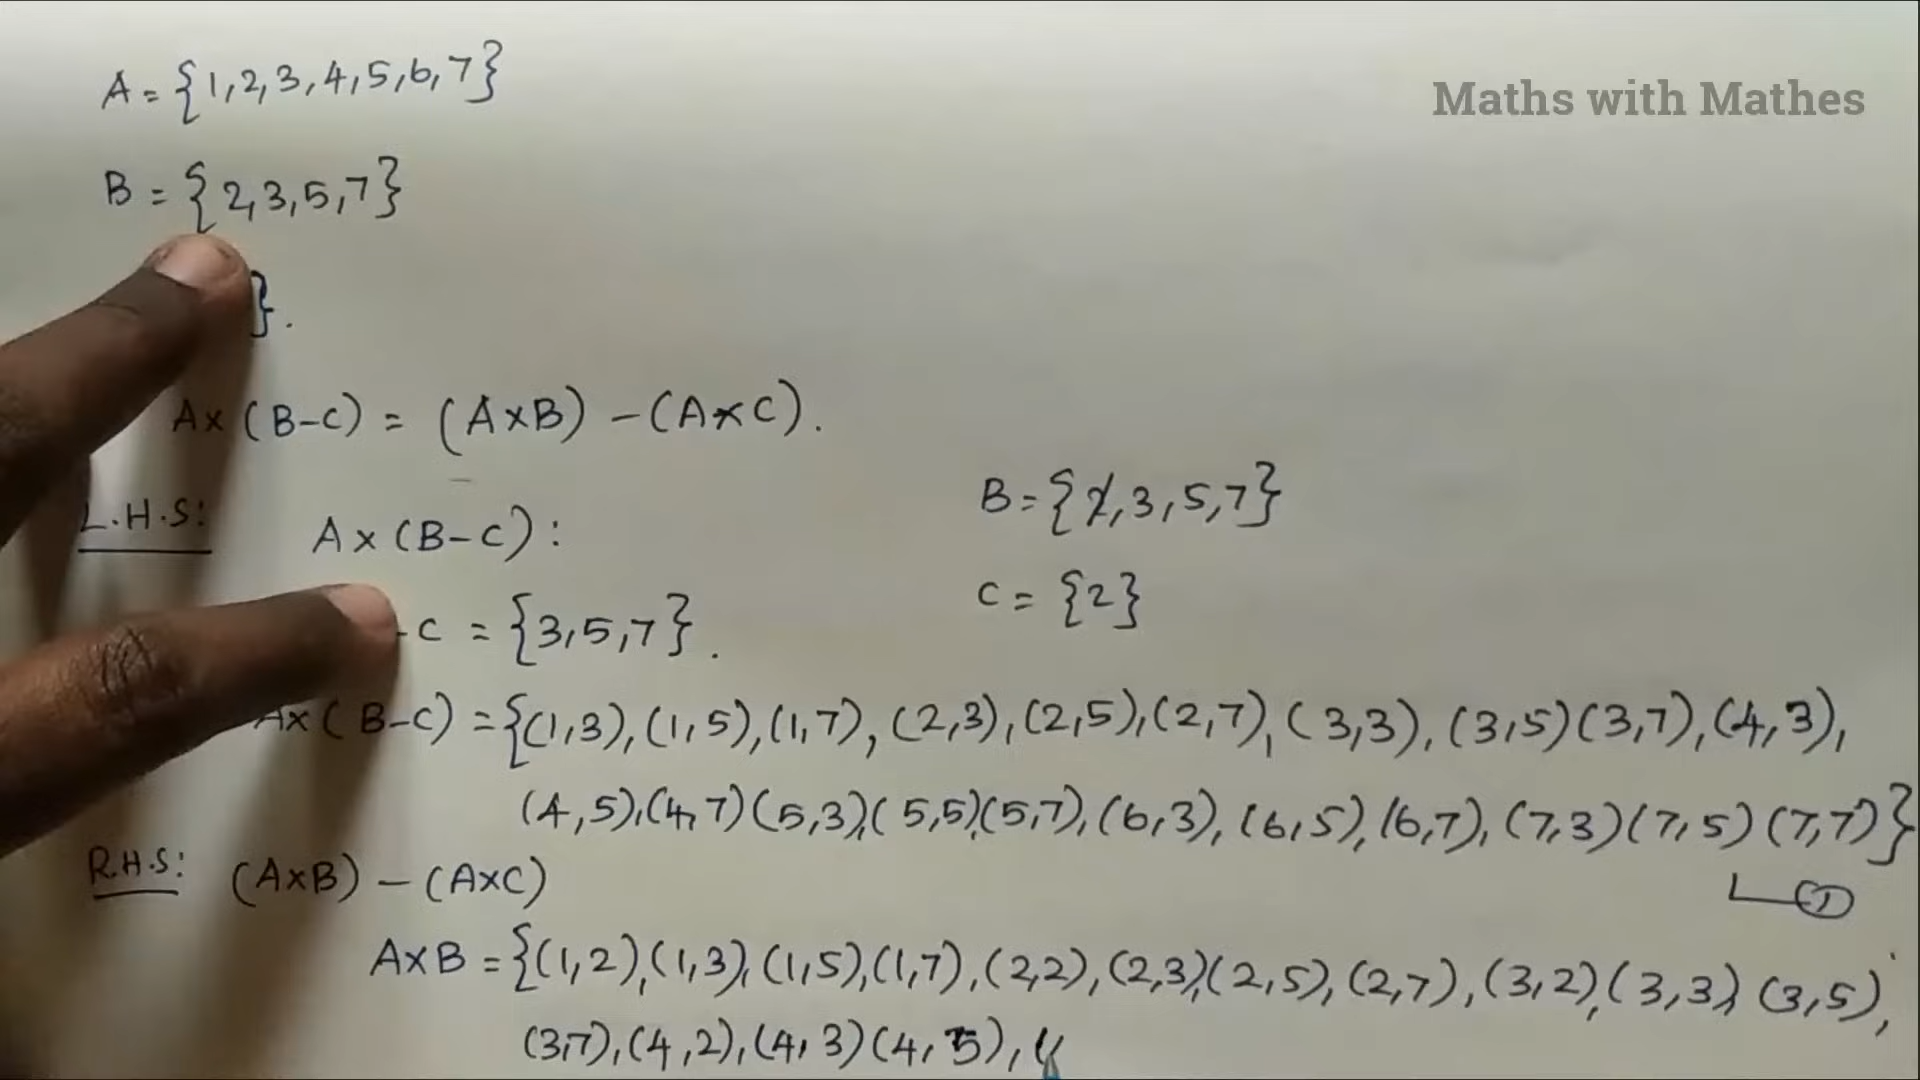 A = {1,2,3,4,5,6,7}
Maths with Mathes
B = {2,3,5,7}
}.
A×(B-C) = (A×B) - (A×C).
L.H.S: A×(B-C):
B = {2,3,5,7}
C = {2}
-C = {3,5,7}.
A×(B-C) = {(1,3),(1,5),(1,7),(2,3),(2,5),(2,7),(3,3),(3,5)(3,7),(4,3),
(4,5),(4,7)(5,3),(5,5),(5,7),(6,3),(6,5),(6,7),(7,3)(7,5)(7,7)}
R.H.S: (A×B) - (A×C)
A×B = {(1,2),(1,3),(1,5),(1,7),(2,2),(2,3),(2,5),(2,7),(3,2),(3,3),(3,5),
(3,7),(4,2),(4,3)(4,5),